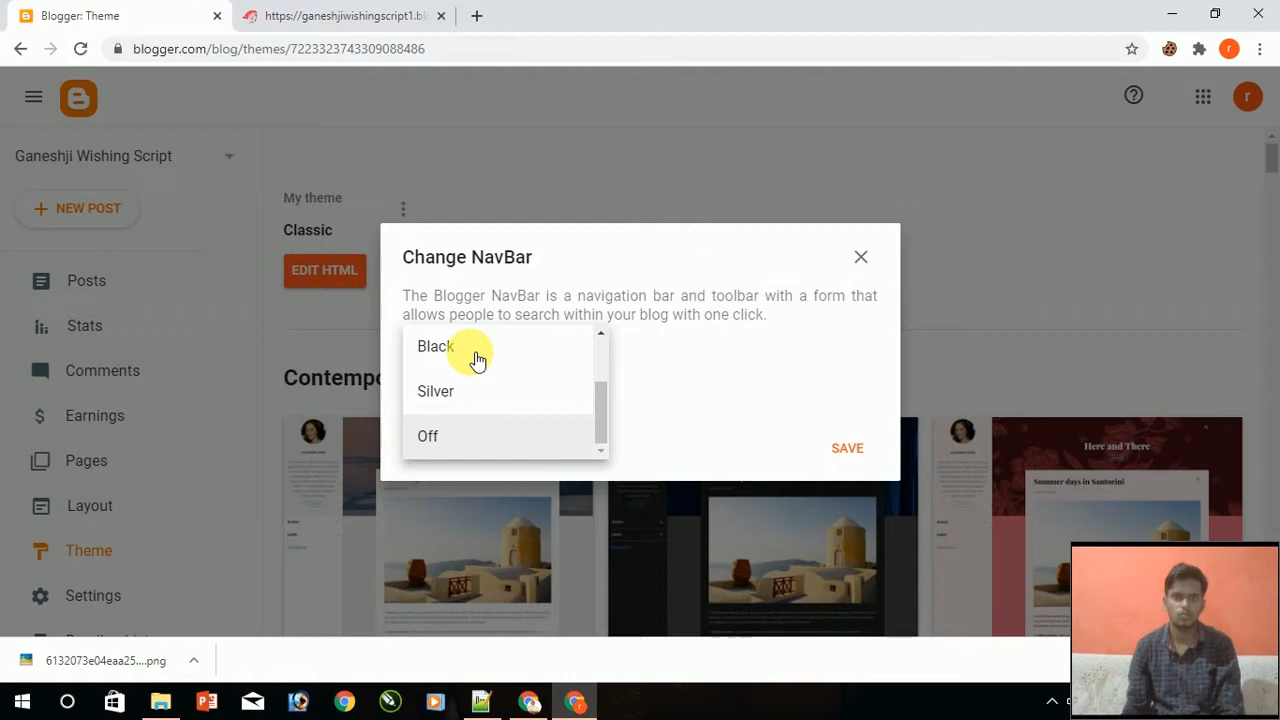 Blogger: Theme
https://ganeshjiwishingscript1.bl
blogger.com/blog/themes/7223323743309088486
r
r
Ganeshji Wishing Script
NEW POST
Posts
Stats
Comments
Earnings
Pages
Layout
Theme
Settings
My theme
Classic
EDIT HTML
Contempo
Change NavBar
The Blogger NavBar is a navigation bar and toolbar with a form that
allows people to search within your blog with one click.
Black
Silver
Off
SAVE
Here and There
Summer days in Santorini
6132073e04eaa25....png